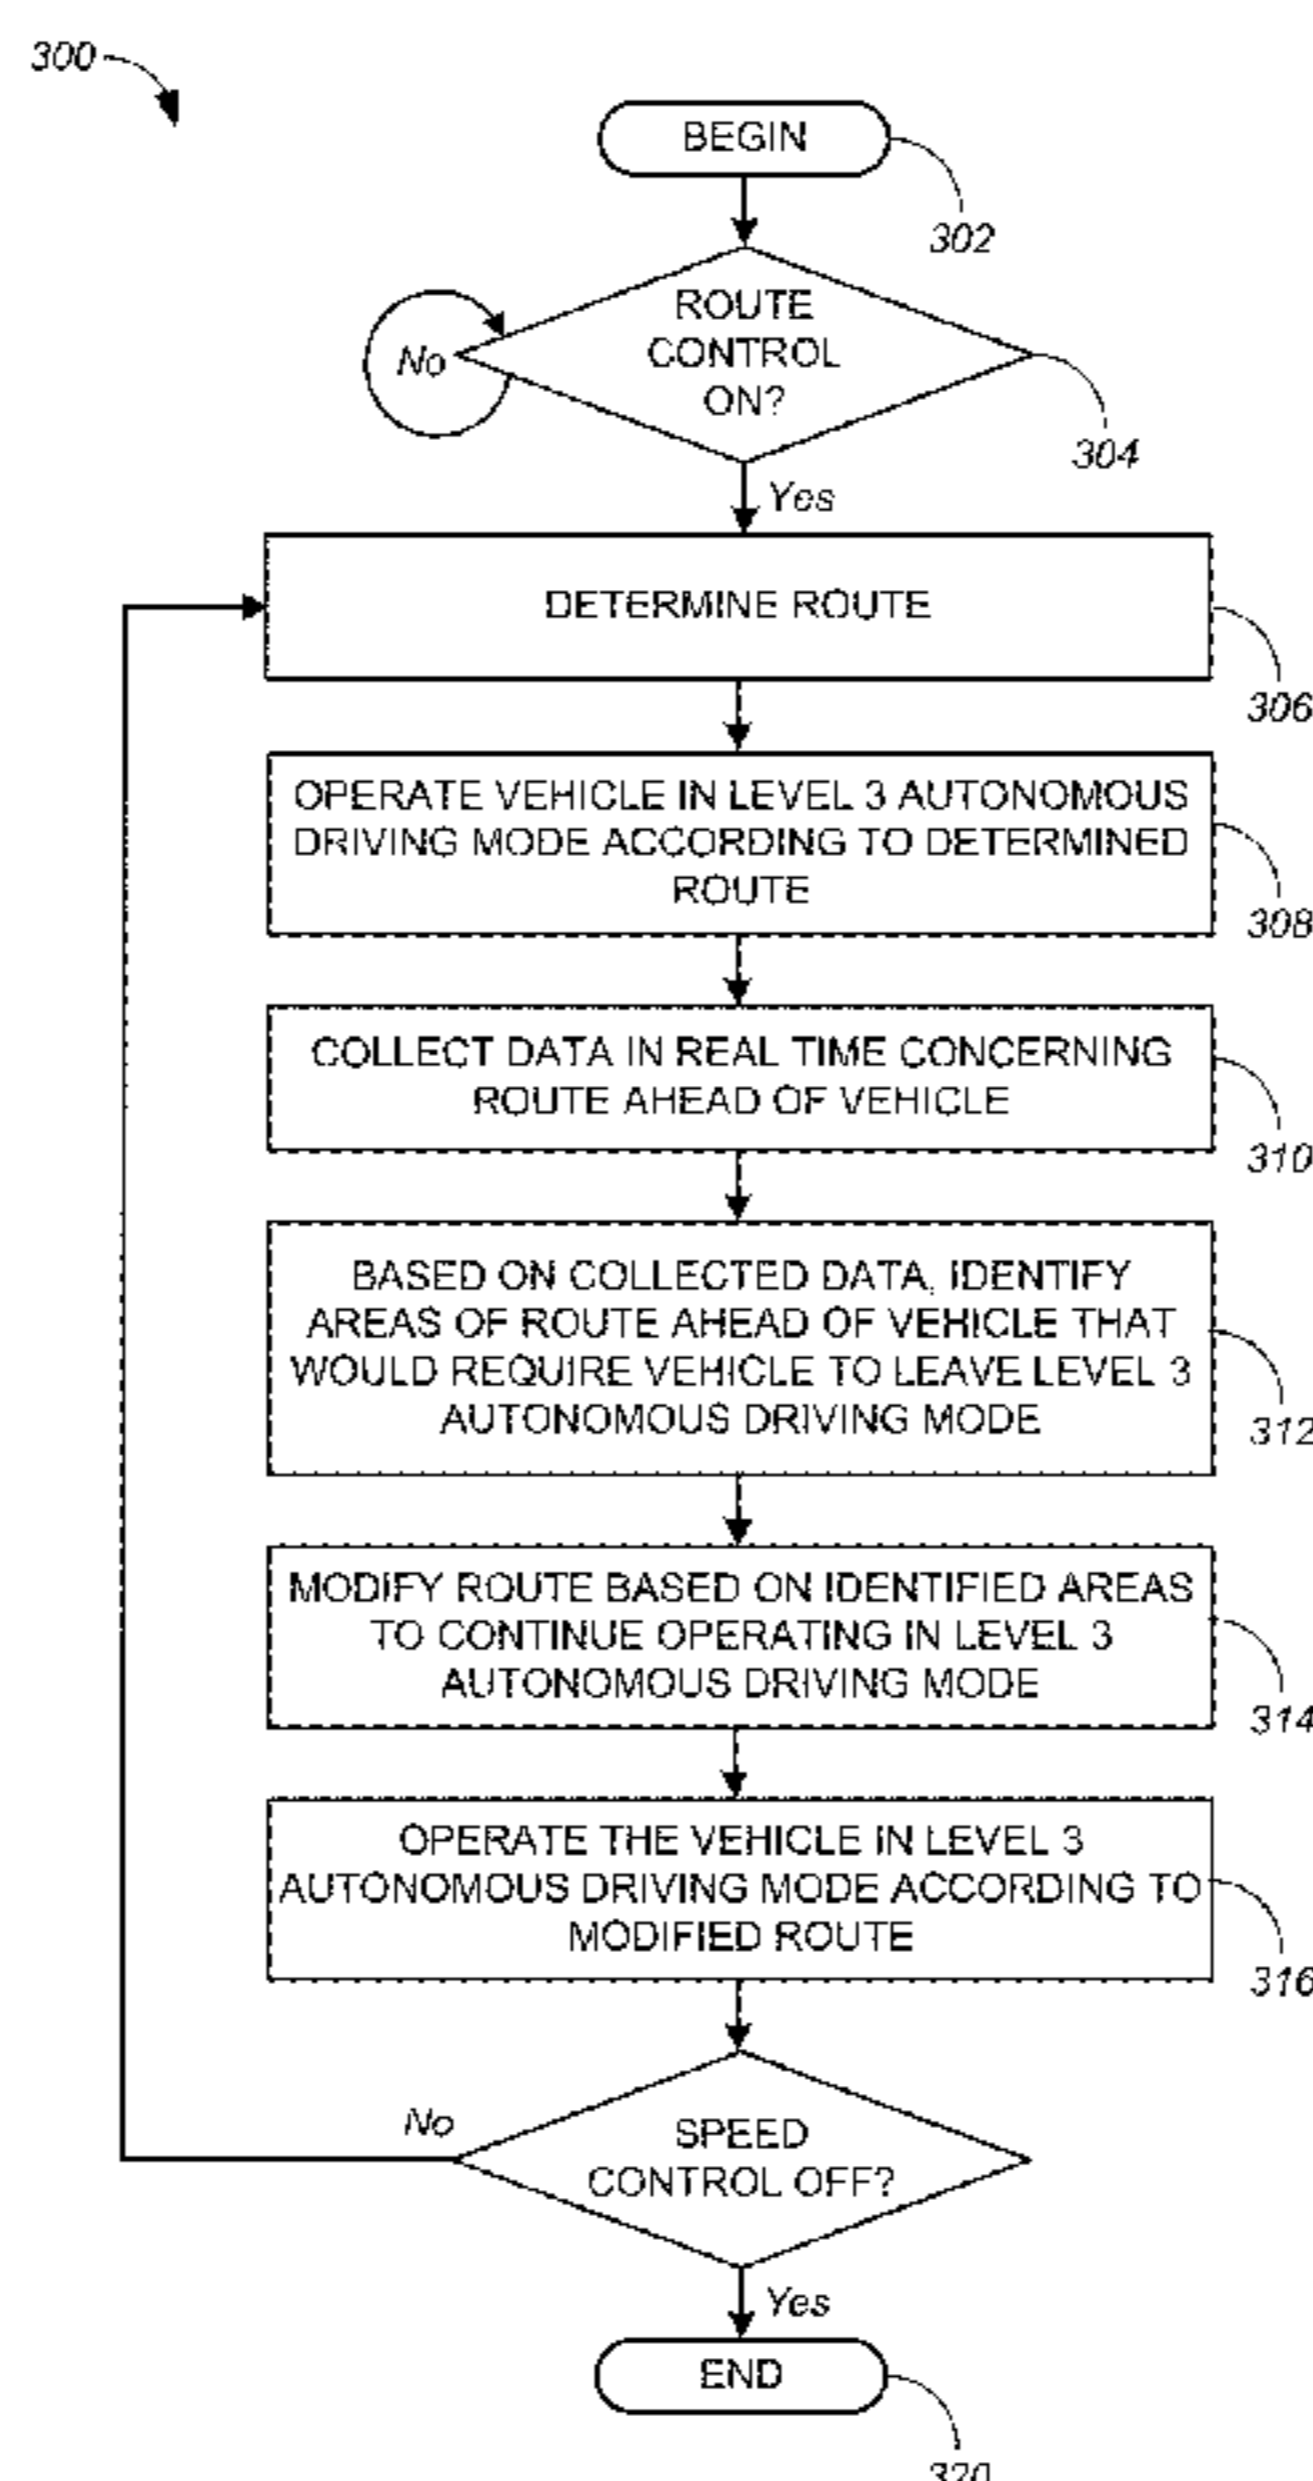 300
BEGIN
302
ROUTE
CONTROL
ON?
No
304
Yes
DETERMINE ROUTE
306
OPERATE VEHICLE IN LEVEL 3 AUTONOMOUS
DRIVING MODE ACCORDING TO DETERMINED
ROUTE
308
COLLECT DATA IN REAL TIME CONCERNING
ROUTE AHEAD OF VEHICLE
310
BASED ON COLLECTED DATA, IDENTIFY
AREAS OF ROUTE AHEAD OF VEHICLE THAT
WOULD REQUIRE VEHICLE TO LEAVE LEVEL 3
AUTONOMOUS DRIVING MODE
312
MODIFY ROUTE BASED ON IDENTIFIED AREAS
TO CONTINUE OPERATING IN LEVEL 3
AUTONOMOUS DRIVING MODE
314
OPERATE THE VEHICLE IN LEVEL 3
AUTONOMOUS DRIVING MODE ACCORDING TO
MODIFIED ROUTE
316
No
SPEED
CONTROL OFF?
Yes
END
320